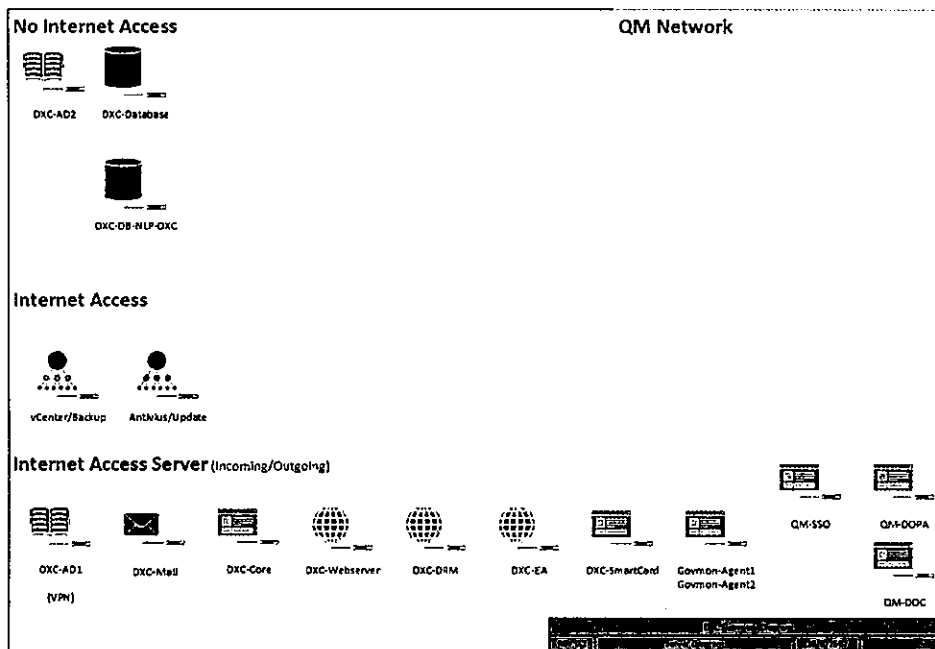 No Internet Access
QM Network
DXC-AD2
DXC-Database
DXC-DB-NLP-DXC
Internet Access
vCenter/Backup
Antivius/Update
Internet Access Server (Incoming/Outgoing)
QM-SSO
QM-DOPA
DXC-AD1
(VPN)
DXC-Mail
DXC-Core
DXC-Webserver
DXC-DRM
DXC-EA
DXC-SmartCard
Govmon-Agent1
Govmon-Agent2
QM-DOC